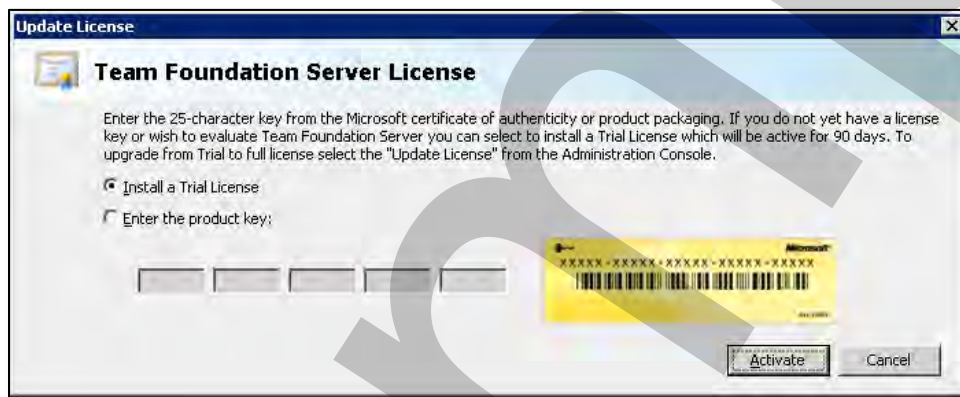 Update License
Team Foundation Server License
Enter the 25-character key from the Microsoft certificate of authenticity or product packaging. If you do not yet have a license
key or wish to evaluate Team Foundation Server you can select to install a Trial License which will be active for 90 days. To
upgrade from Trial to full license select the "Update License" from the Administration Console.
Install a Trial License
Enter the product key:
Microsoft
XXXXX-XXXXX-XXXXX-XXXXX-XXXXX
Activate
Cancel